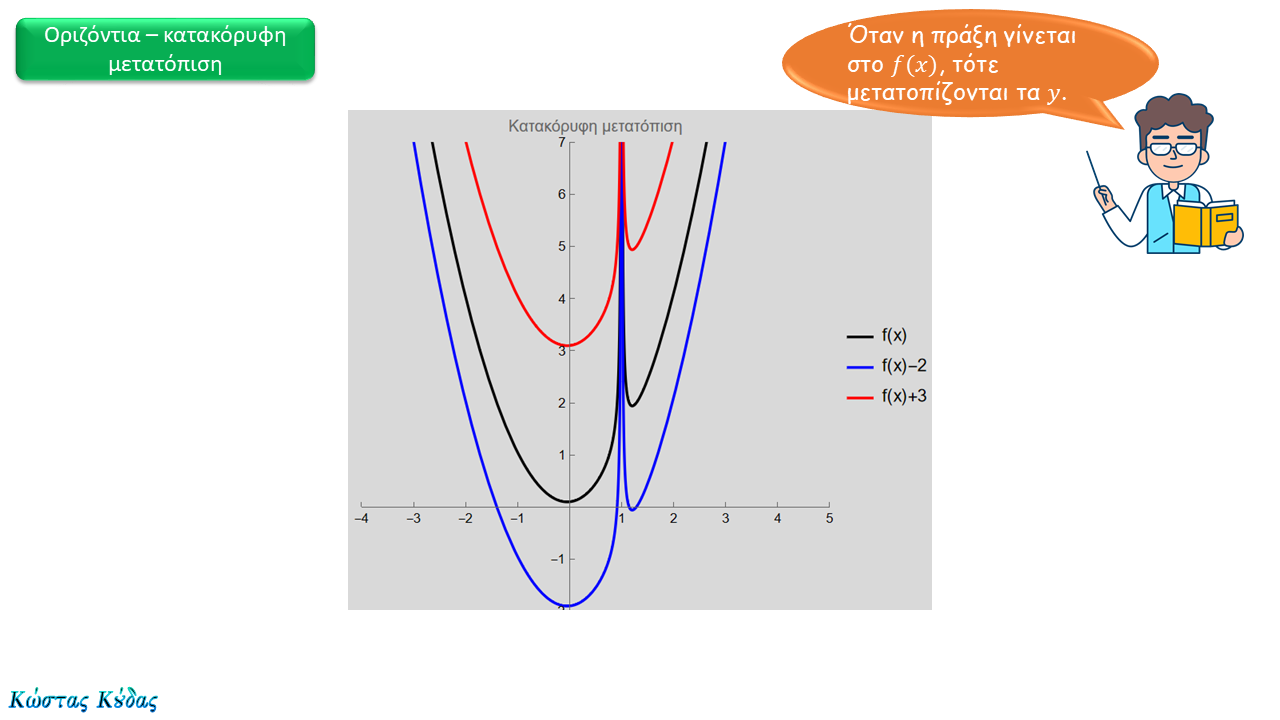 Οριζόντια – κατακόρυφη
μετατόπιση
Όταν η πράξη γίνεται
στο f(x), τότε
μετατοπίζονται τα y.
Κατακόρυφη μετατόπιση
7
6
5
4
3
2
1
−1
−4 −3 −2 −1 1 2 3 4 5
f(x)
f(x)−2
f(x)+3
Κώστας Κύδας